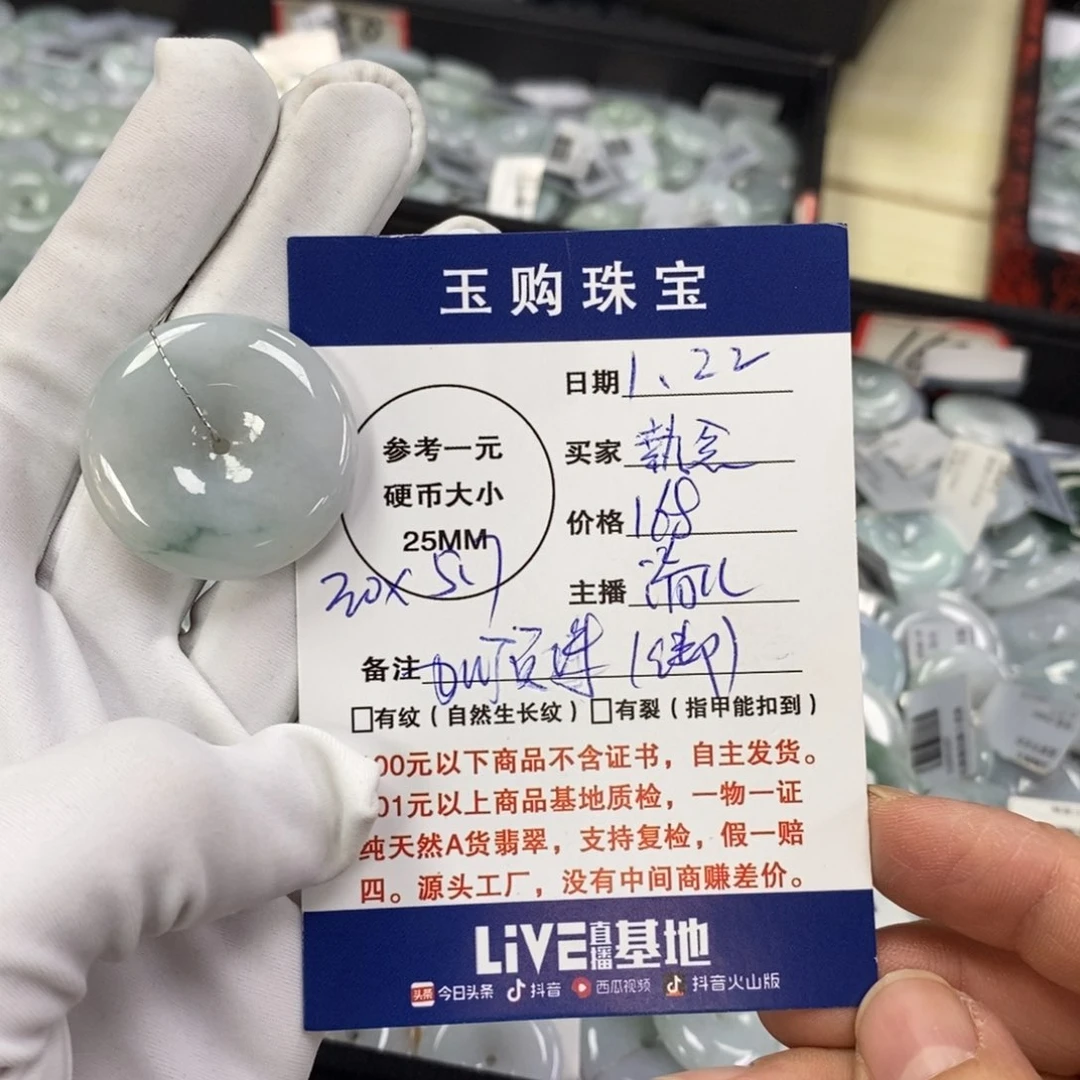 玉购珠宝
日期 1、22
参考一元
硬币大小
25MM
买家 執念
价格 168
主播
备注
□有纹（自然生长纹）□有裂（指甲能扣到）
00元以下商品不含证书，自主发货。
01元以上商品基地质检，一物一证
纯天然A货翡翠，支持复检，假一赔
四。源头工厂，没有中间商赚差价。
LiVE直播基地
头条 今日头条 抖音 西瓜视频 抖音火山版